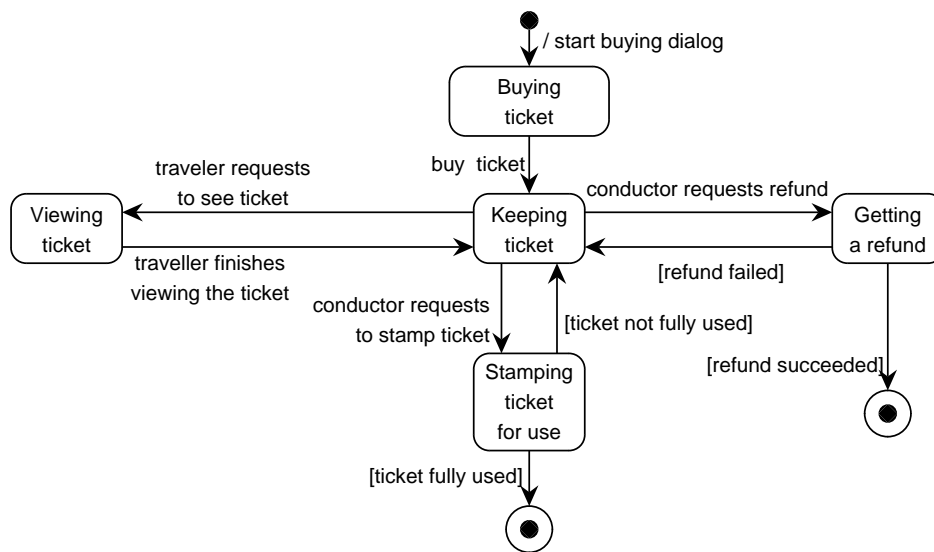 / start buying dialog
Buying
ticket
buy  ticket
traveler requests
to see ticket
conductor requests refund
Viewing
ticket
Keeping
ticket
Getting
a refund
traveller finishes
viewing the ticket
[refund failed]
conductor requests
to stamp ticket
[ticket not fully used]
[refund succeeded]
Stamping
ticket
for use
[ticket fully used]